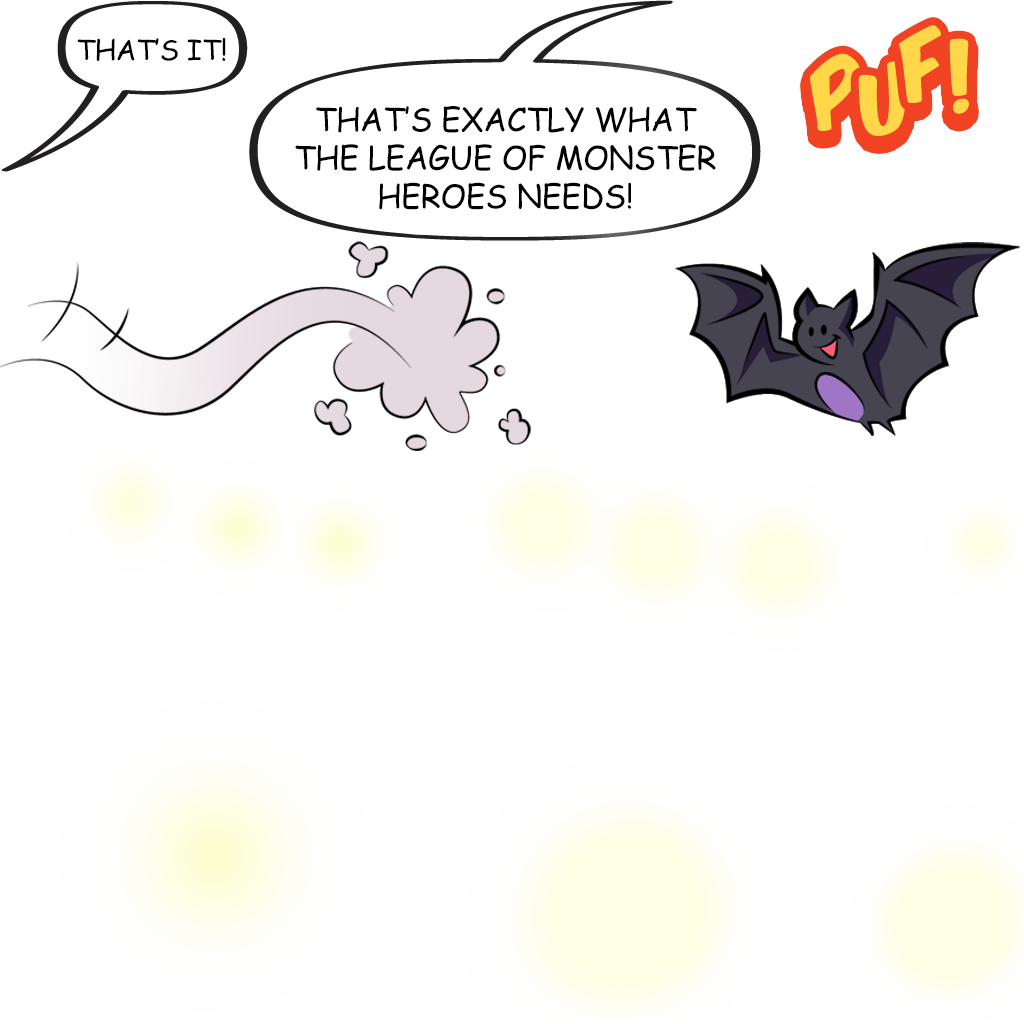 THAT'S IT!
THAT'S EXACTLY WHAT
THE LEAGUE OF MONSTER
HEROES NEEDS!
PUF!